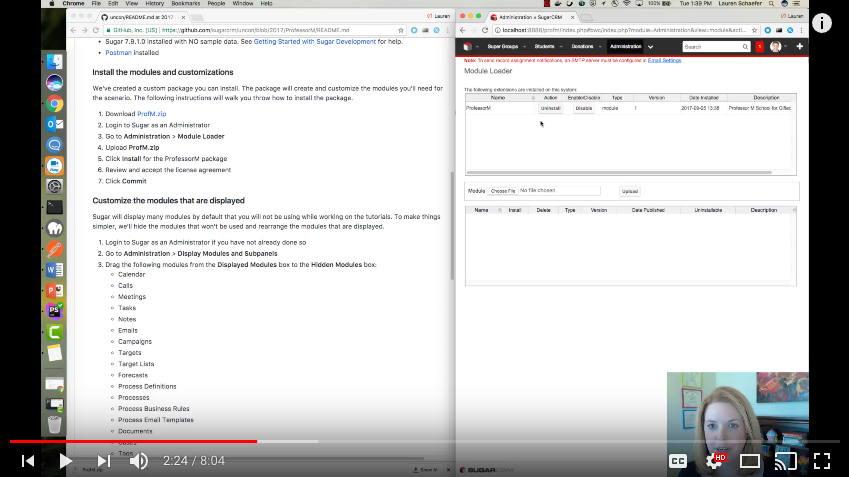 Chrome File Edit View History Bookmarks People Window Help
100% Tue 1:39 PM Lauren Schaefer
uncon/README.md at 2017
Lauren
GitHub, Inc. [US] https://github.com/sugarcrm/uncon/blob/2017/ProfessorM/README.md
Sugar 7.9.1.0 installed with NO sample data. See Getting Started with Sugar Development for help.
Postman installed
Install the modules and customizations
We've created a custom package you can install. The package will create and customize the modules you'll need for
the scenario. The following instructions will walk you throw how to install the package.
1. Download ProfM.zip
2. Login to Sugar as an Administrator
3. Go to Administration > Module Loader
4. Upload ProfM.zip
5. Click Install for the ProfessorM package
6. Review and accept the license agreement
7. Click Commit
Customize the modules that are displayed
Sugar will display many modules by default that you will not be using while working on the tutorials. To make things
simpler, we'll hide the modules that won't be used and rearrange the modules that are displayed.
1. Login to Sugar as an Administrator if you have not already done so
2. Go to Administration > Display Modules and Subpanels
3. Drag the following modules from the Displayed Modules box to the Hidden Modules box:
Calendar
Calls
Meetings
Tasks
Notes
Emails
Campaigns
Targets
Target Lists
Forecasts
Process Definitions
Processes
Process Business Rules
Process Email Templates
Documents
Cases
Tags
ProfM.zip
Show All
Administration » SugarCRM
Lauren
localhost:8888/profm/index.php#bwc/index.php?module=Administration&view=module&acti...
Super Groups Students Donations Administration Search 1
Note: To send record assignment notifications, an SMTP server must be configured in Email Settings.
Module Loader
The following extensions are installed on this system:
Name Action Enable/Disable Type Version Date Installed Description
ProfessorM Uninstall Disable module 1 2017-09-05 13:38 Professor M School for Gifted
Module Choose File No file chosen Upload
Name Install Delete Type Version Date Published Uninstallable Description
SUGARCRM
2:24 / 8:04
CC
HD
i